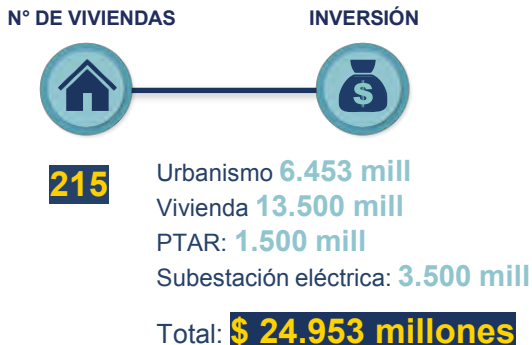 N° DE VIVIENDAS INVERSIÓN
$
215
Urbanismo 6.453 mill
Vivienda 13.500 mill
PTAR: 1.500 mill
Subestación eléctrica: 3.500 mill
Total: $ 24.953 millones